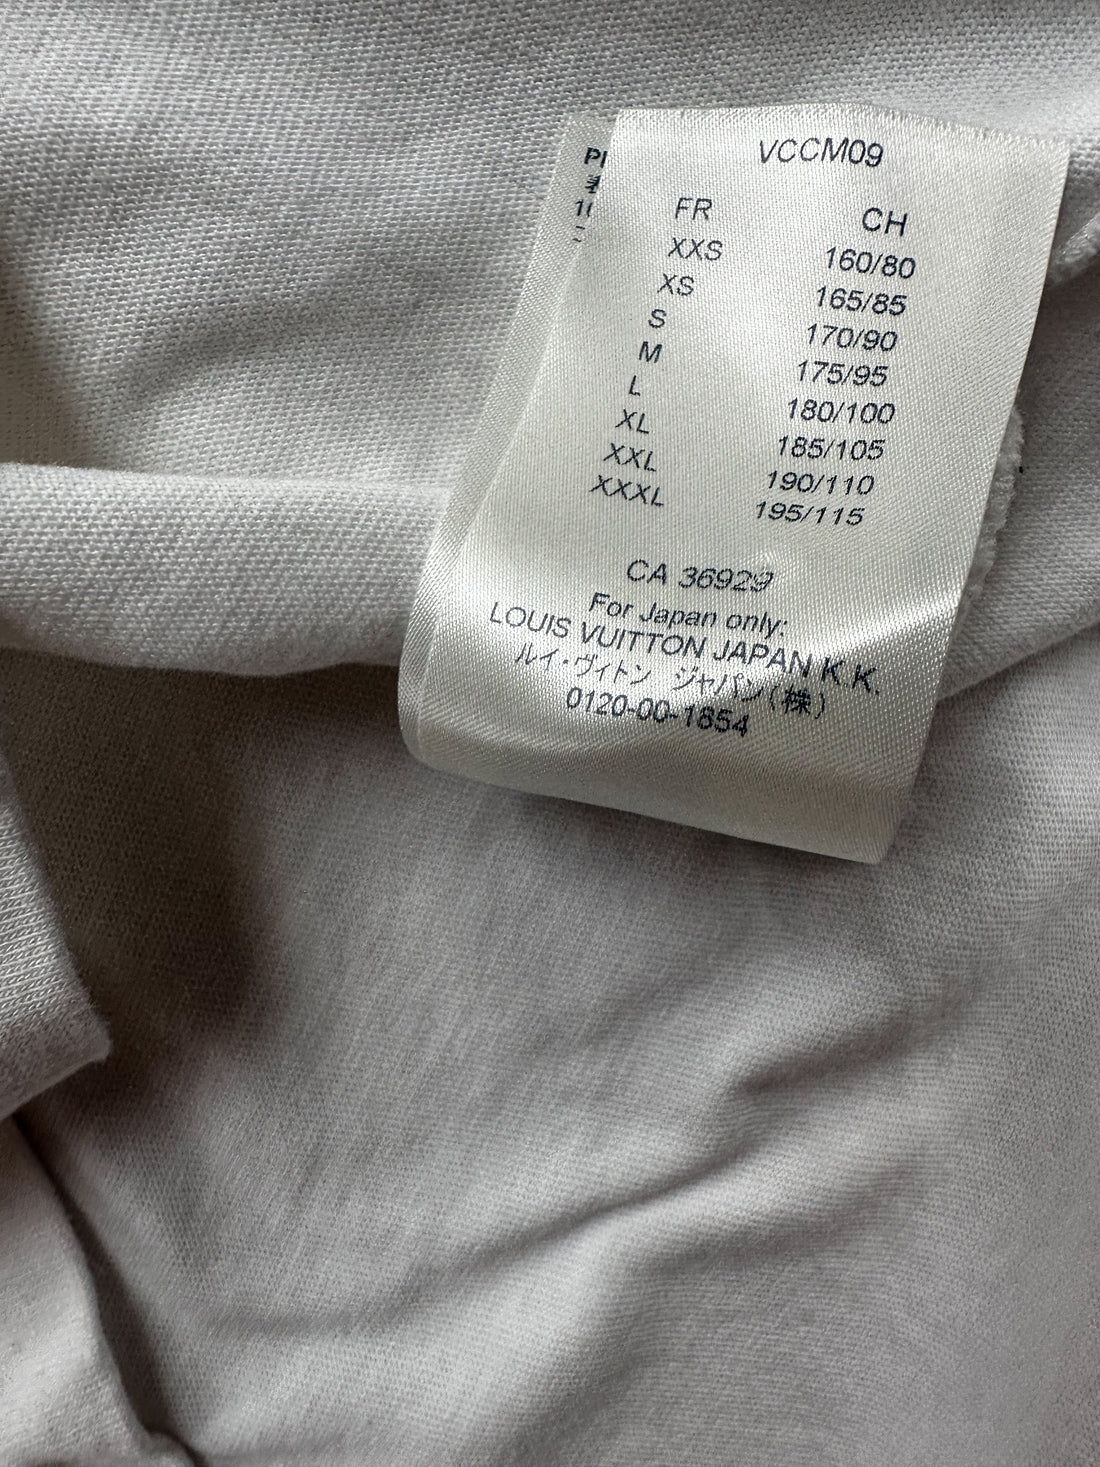 VCCM09
FR CH
XXS 160/80
XS 165/85
S 170/90
M 175/95
L 180/100
XL 185/105
XXL 190/110
XXXL 195/115
CA 36929
For Japan only:
LOUIS VUITTON JAPAN K.K.
ルイ・ヴィトン ジャパン(株)
0120-00-1854